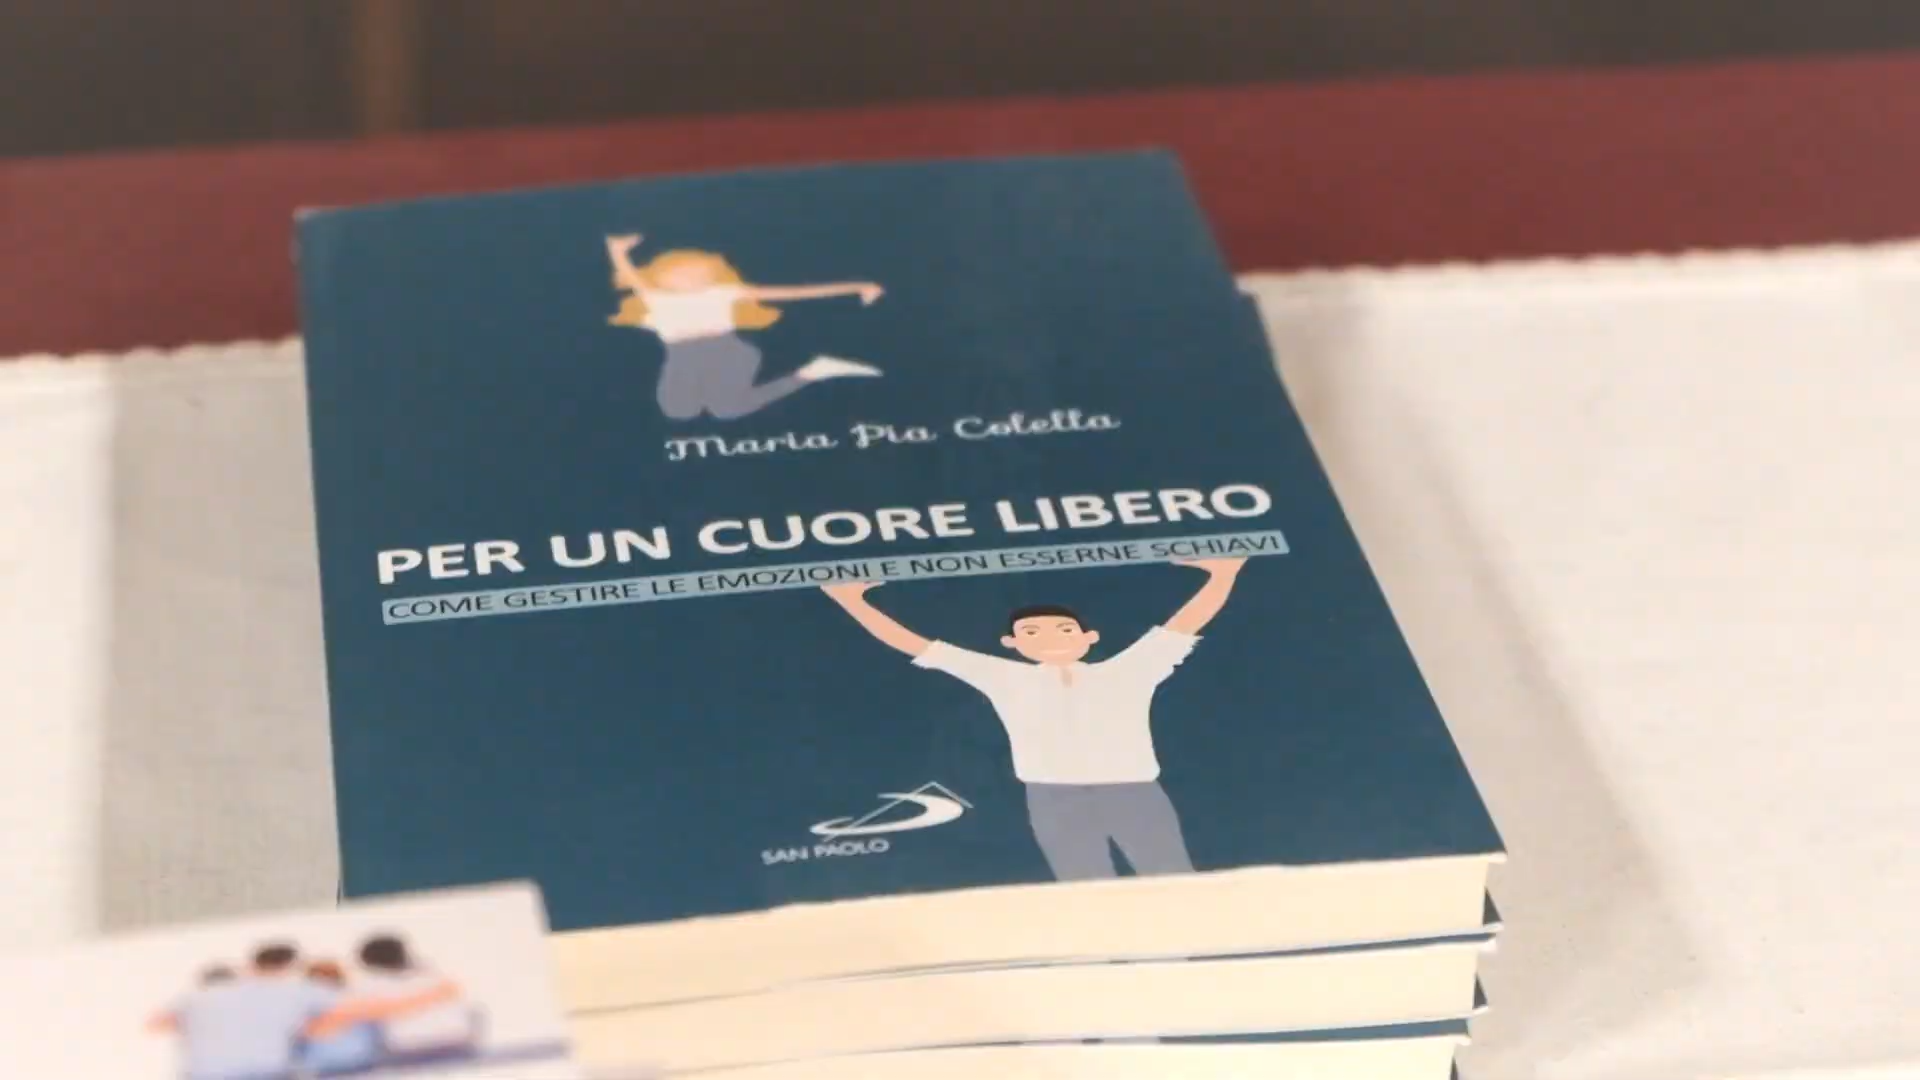 Maria Pia Coletta
PER UN CUORE LIBERO
COME GESTIRE LE EMOZIONI E NON ESSERNE SCHIAVI
SAN PAOLO